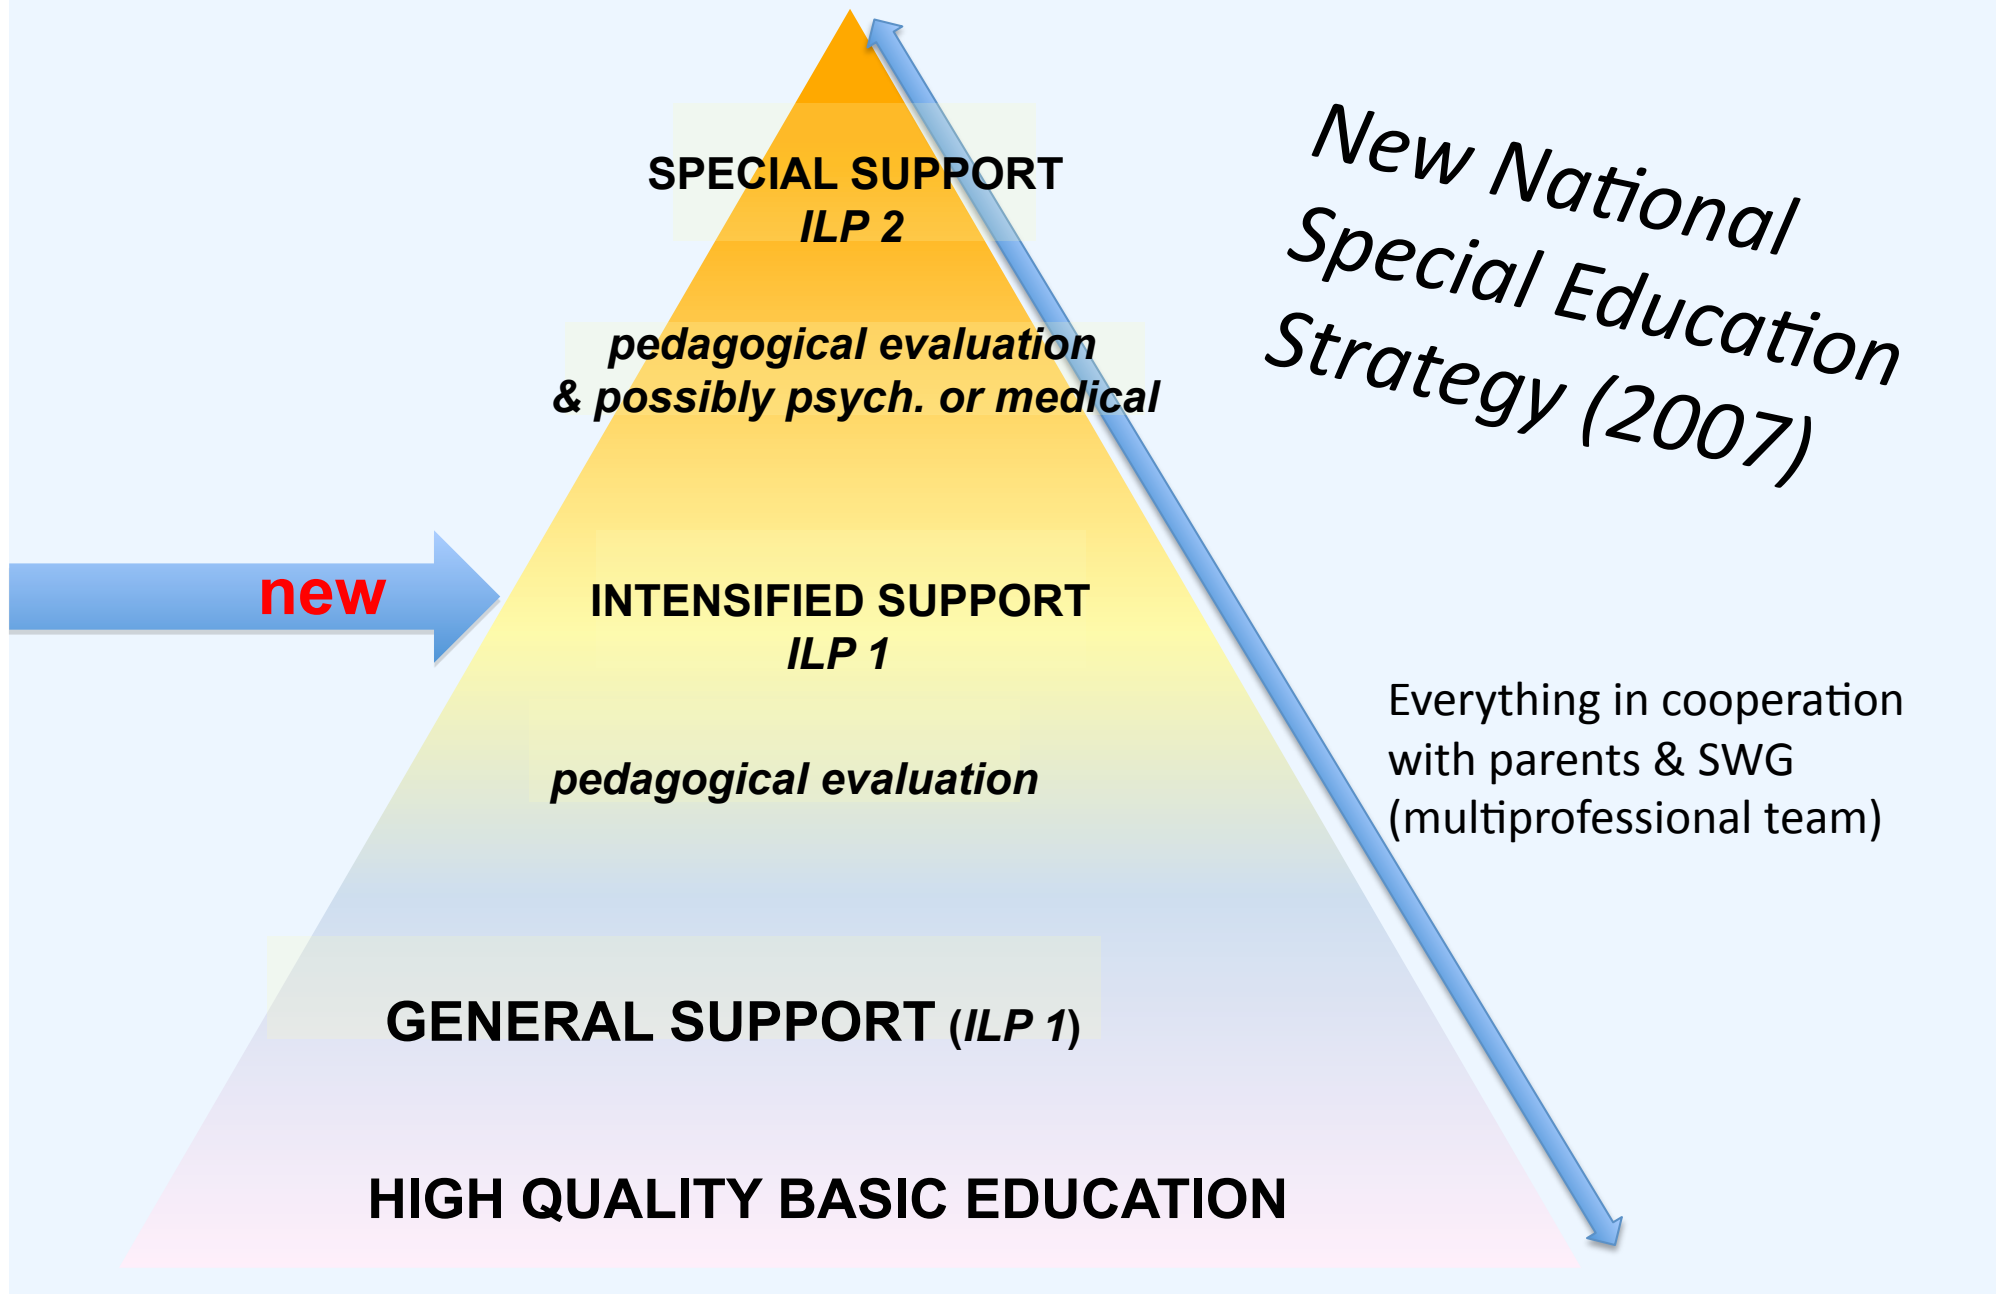 New National
Special Education
Strategy (2007)
SPECIAL SUPPORT
ILP 2
pedagogical evaluation
& possibly psych. or medical
new
INTENSIFIED SUPPORT
ILP 1
pedagogical evaluation
Everything in cooperation
with parents & SWG
(multiprofessional team)
GENERAL SUPPORT (ILP 1)
HIGH QUALITY BASIC EDUCATION